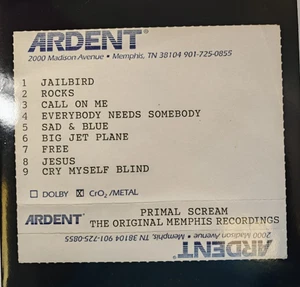 ARDENT®
2000 Madison Avenue • Memphis, TN 38104 901-725-0855
1 JAILBIRD
2 ROCKS
3 CALL ON ME
4 EVERYBODY NEEDS SOMEBODY
5 SAD & BLUE
6 BIG JET PLANE
7 FREE
8 JESUS
9 CRY MYSELF BLIND
DOLBY CrO₂/METAL
ARDENT® PRIMAL SCREAM
THE ORIGINAL MEMPHIS RECORDINGS
2000 Madison Avenue • Memphis, TN 38104 901-725-0855
ARDENT®